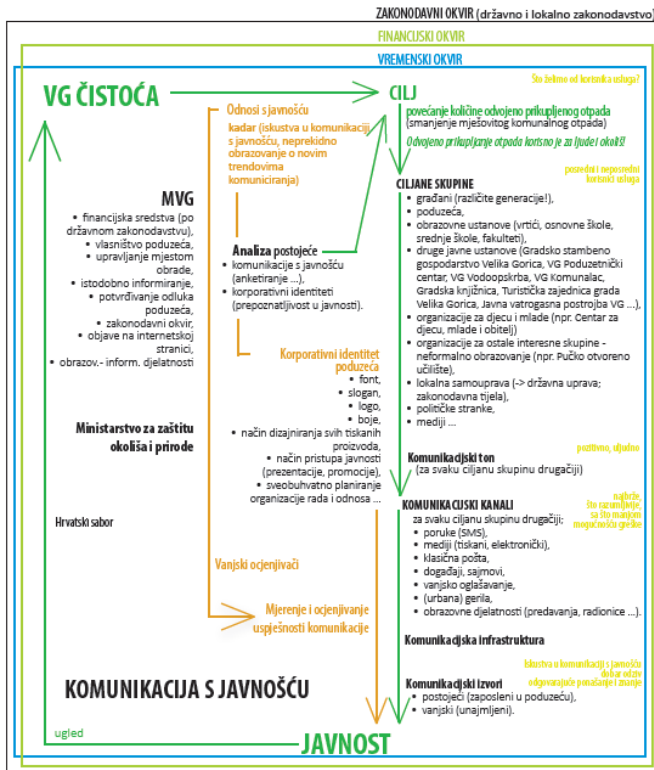 ZAKONODAVNI OKVIR (državno i lokalno zakonodavstvo)
FINANCIJSKI OKVIR
VREMENSKI OKVIR
VG ČISTOĆA
Odnosi s javnošću
kadar (iskustva u komunikaciji
s javnošću, neprekidno
obrazovanje o novim
trendovima
komuniciranja)
MVG
• financijska sredstva (po
državnom zakonodavstvu),
• vlasništvo poduzeća,
• upravljanje mjestom
obrade,
• istodobno informiranje,
• potvrđivanje odluka
poduzeća,
• zakonodavni okvir,
• objave na internetskoj
stranici,
• obrazov.- inform. djelatnosti
Ministarstvo za zaštitu
okoliša i prirode
Hrvatski sabor
Analiza postojeće
• komunikacije s javnošću
(anketiranje ...),
• korporativni identiteti
(prepoznatljivost u javnosti).
Korporativni identitet
poduzeća
• font,
• slogan,
• logo,
• boje,
• način dizajniranja svih tiskanih
proizvoda,
• način pristupa javnosti
(prezentacije, promocije),
• sveobuhvatno planiranje
organizacije rada i odnosa ...
Vanjski ocjenjivači
Mjerenje i ocjenjivanje
uspješnosti komunikacije
CILJ
Što želimo od korisnika usluga?
povećanje količine odvojeno prikupljenog otpada
(smanjenje mješovitog komunalnog otpada)
Odvojeno prikupljanje otpada korisno je za ljude i okoliš!
posredni i neposredni
korisnici usluga
CILJANE SKUPINE
• građani (različite generacije!),
• poduzeća,
• obrazovne ustanove (vrtići, osnovne škole,
srednje škole, fakulteti),
• druge javne ustanove (Gradsko stambeno
gospodarstvo Velika Gorica, VG Poduzetnički
centar, VG Vodoopskrba, VG Komunalac,
Gradska knjižnica, Turistička zajednica grada
Velika Gorica, Javna vatrogasna postrojba VG ...),
• organizacije za djecu i mlade (npr. Centar za
djecu, mlade i obitelj)
• organizacije za ostale interesne skupine -
neformalno obrazovanje (npr. Pučko otvoreno
učilište),
• lokalna samouprava (-> državna uprava;
zakonodavna tijela),
• političke stranke,
• mediji ...
pozitivno, uljudno
Komunikacijski ton
(za svaku ciljanu skupinu drugačiji)
najbrže,
što razumljivije,
sa što manjom
mogućnošću greške
KOMUNIKACIJSKI KANALI
za svaku ciljanu skupinu drugačiji;
• poruke (SMS),
• mediji (tiskani, elektronički),
• klasična pošta,
• događaji, sajmovi,
• vanjsko oglašavanje,
• (urbana) gerila,
• obrazovne djelatnosti (predavanja, radionice ...).
Komunikacijska infrastruktura
Iskustva u komunikaciji s javnošću
dobar odziv
odgovarajuće ponašanje i znanje
Komunikacijski izvori
• postojeći (zaposleni u poduzeću),
• vanjski (unajmljeni).
KOMUNIKACIJA S JAVNOŠĆU
ugled
JAVNOST